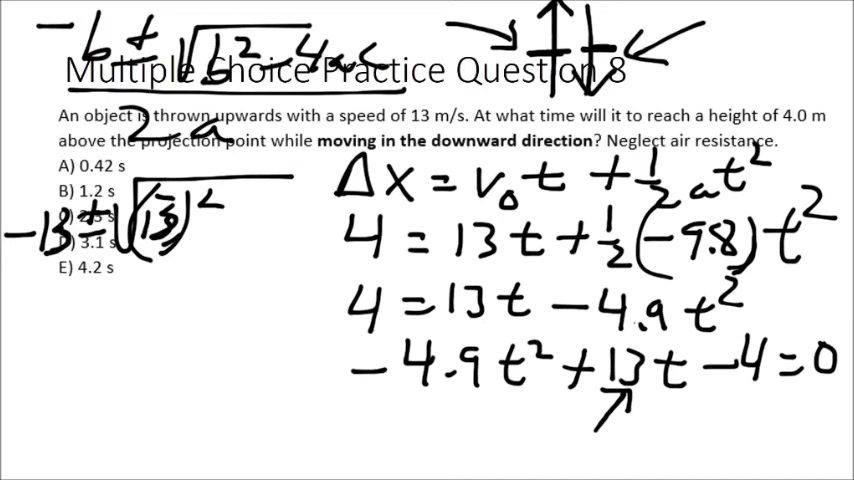 -b ± √b² - 4ac
Multiple Choice Practice Question 8
2a
An object is thrown upwards with a speed of 13 m/s. At what time will it to reach a height of 4.0 m
above the projection point while moving in the downward direction? Neglect air resistance.
A) 0.42 s
B) 1.2 s
D) 3.1 s
E) 4.2 s
-13 ± √(13)²
Δx = v₀t + ½at²
4 = 13t + ½(-9.8)t²
4 = 13t - 4.9t²
-4.9t² + 13t - 4 = 0